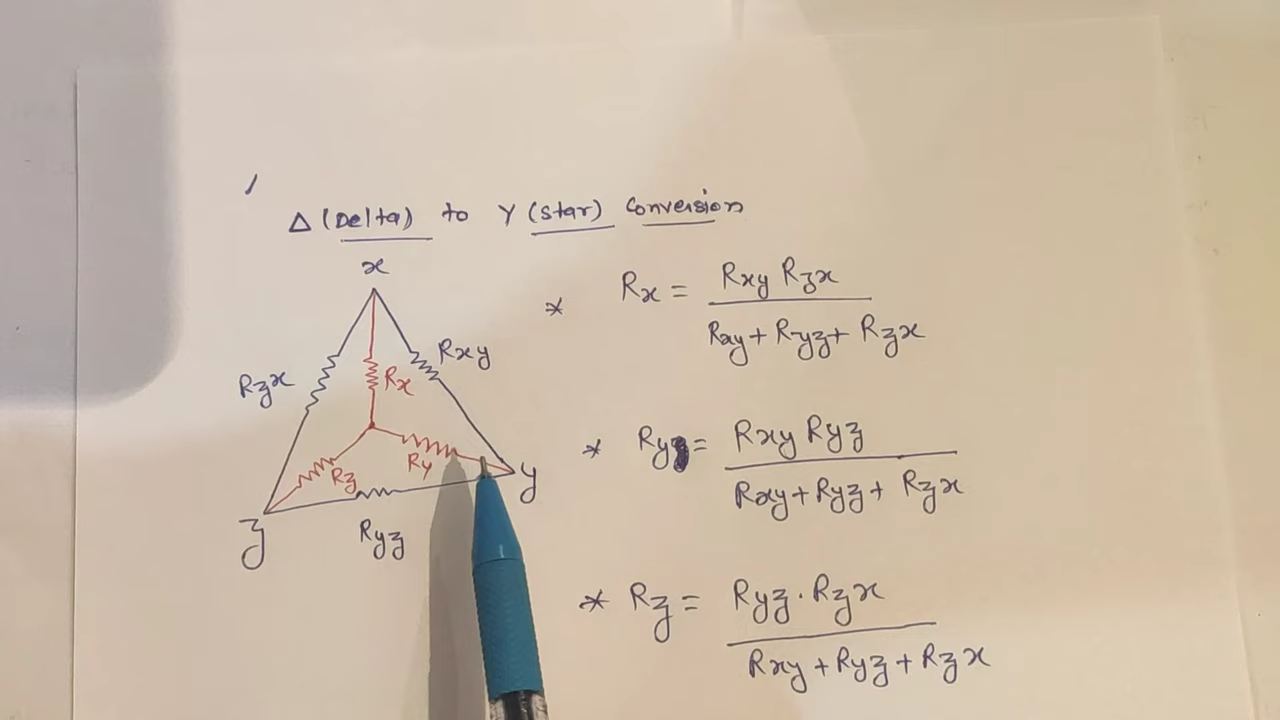 Δ (Delta) to Y (Star) Conversion
x
Rzx
Rxy
Rx
Rz
Ry
z
y
Ryz
* Rx = Rxy Rzx
Rxy + Ryz + Rzx
* Ry = Rxy Ryz
Rxy + Ryz + Rzx
* Rz = Ryz . Rzx
Rxy + Ryz + Rzx